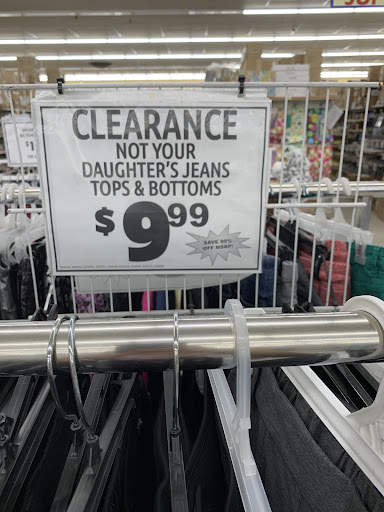 CLEARANCE
NOT YOUR
DAUGHTER'S JEANS
TOPS & BOTTOMS
$9.99
SAVE 90%
OFF MSRP!